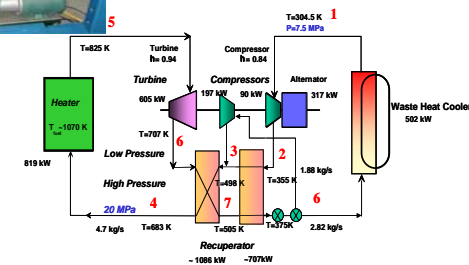 5
T=825 K
Turbine
h= 0.94
Compressor
h= 0.84
T=304.5 K
P=7.5 MPa
1
Turbine
Compressors
Alternator
605 kW
197 kW
90 kW
317 kW
Heater
T fuel ~1070 K
Waste Heat Cooler
502 kW
T=707 K
6
Low Pressure
3
2
819 kW
T=498 K
T=355 K
1.88 kg/s
High Pressure
4
7
6
20 MPa
4.7 kg/s
T=683 K
T=505 K
T=375K
2.82 kg/s
Recuperator
~ 1086 kW
~707kW